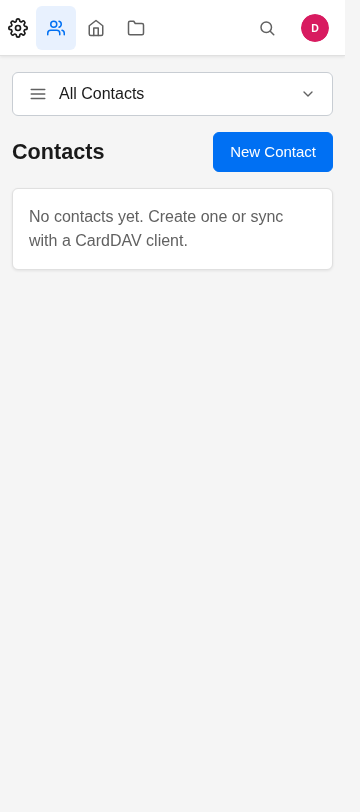 D
All Contacts
Contacts
New Contact
No contacts yet. Create one or sync
with a CardDAV client.